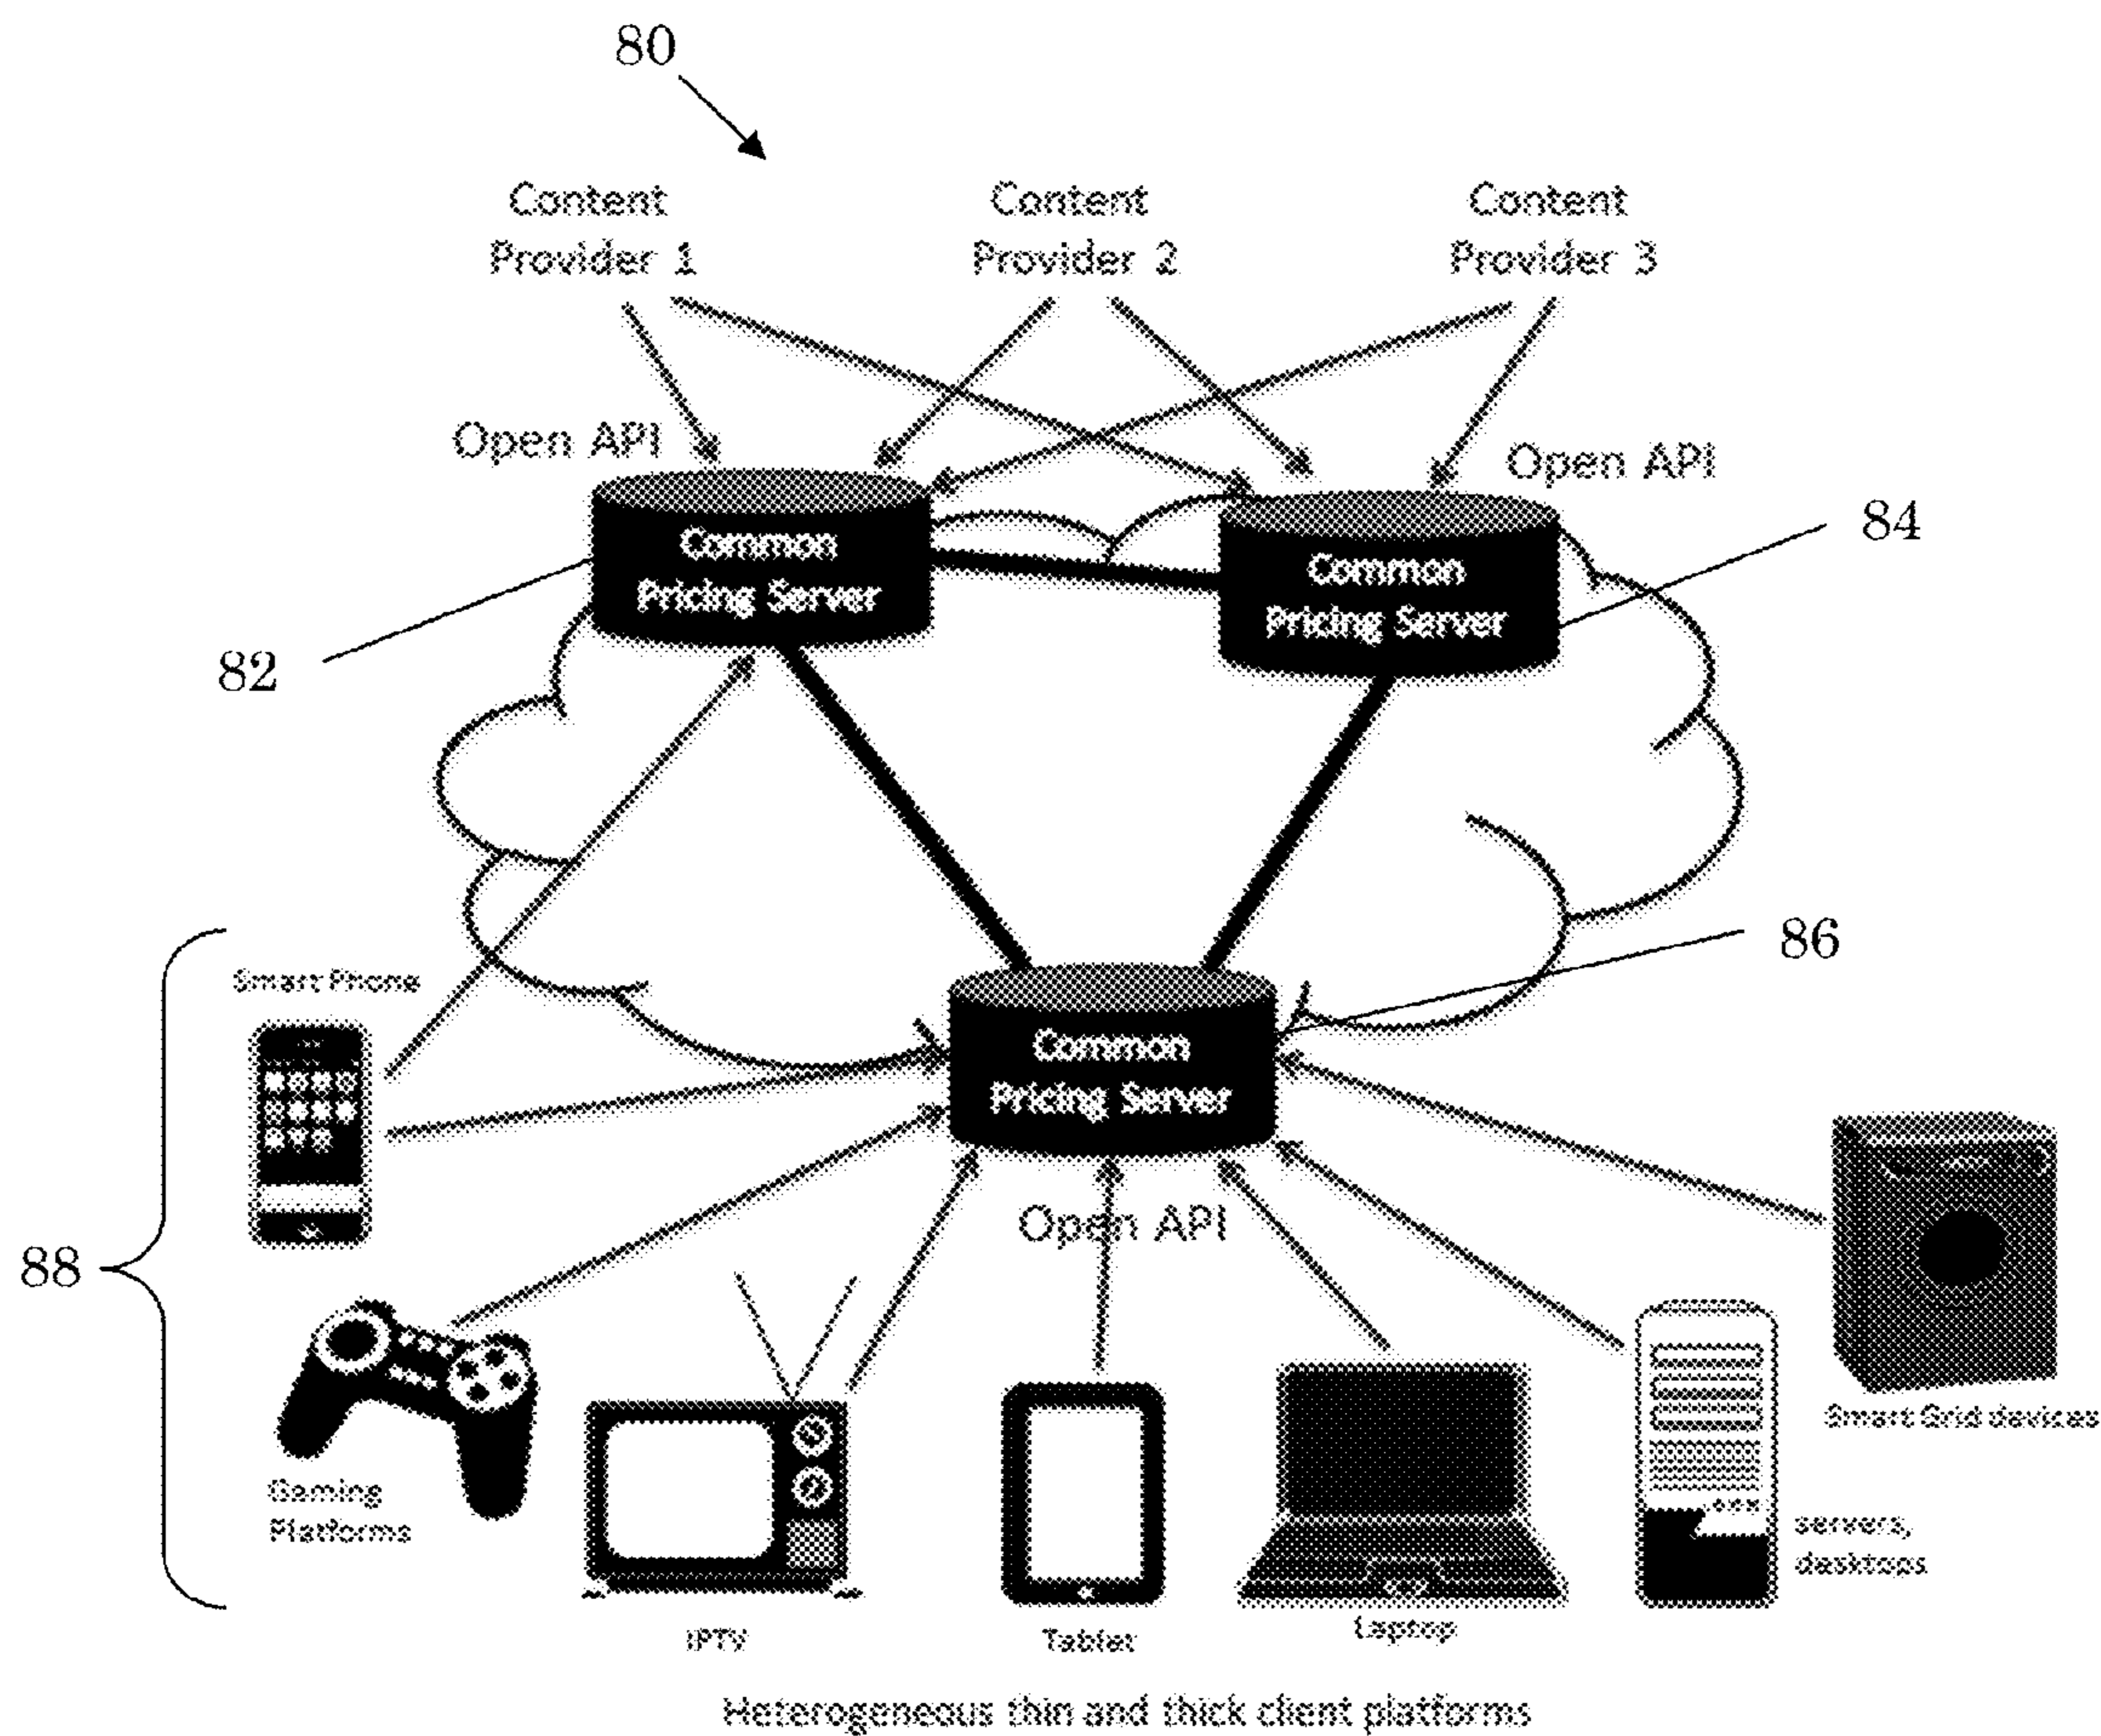 80
Content
Provider 1
Content
Provider 2
Content
Provider 3
Open API
Open API
Common
Pricing Server
84
Common
Pricing Server
82
86
Smart Phone
Common
Pricing Server
Open API
88
Smart Grid devices
Gaming
Platforms
servers,
desktops
IPTV
Tablet
Laptop
Heterogeneous thin and thick client platforms